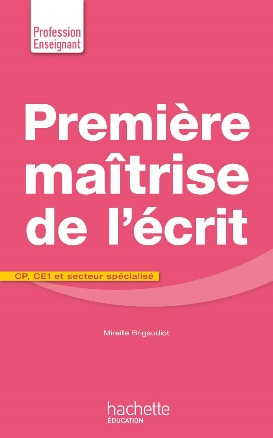 Profession
Enseignant
Première
maîtrise
de l'écrit
CP, CE1 et secteur spécialisé
Mireille Brigaudiot
hachette
ÉDUCATION